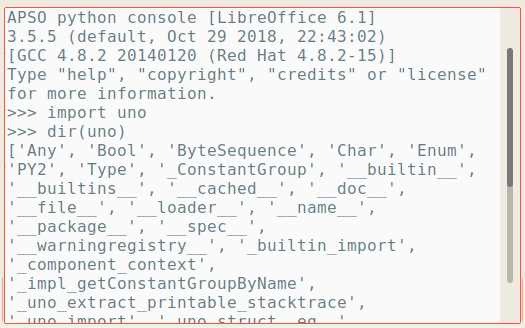 APSO python console [LibreOffice 6.1]
3.5.5 (default, Oct 29 2018, 22:43:02)
[GCC 4.8.2 20140120 (Red Hat 4.8.2-15)]
Type "help", "copyright", "credits" or "license"
for more information.
>>> import uno
>>> dir(uno)
['Any', 'Bool', 'ByteSequence', 'Char', 'Enum',
'PY2', 'Type', '_ConstantGroup', '__builtin__',
'__builtins__', '__cached__', '__doc__',
'__file__', '__loader__', '__name__',
'__package__', '__spec__',
'__warningregistry__', '_builtin_import',
'_component_context',
'_impl_getConstantGroupByName',
'_uno_extract_printable_stacktrace',
'_uno_import', '_uno_struct__eq__',